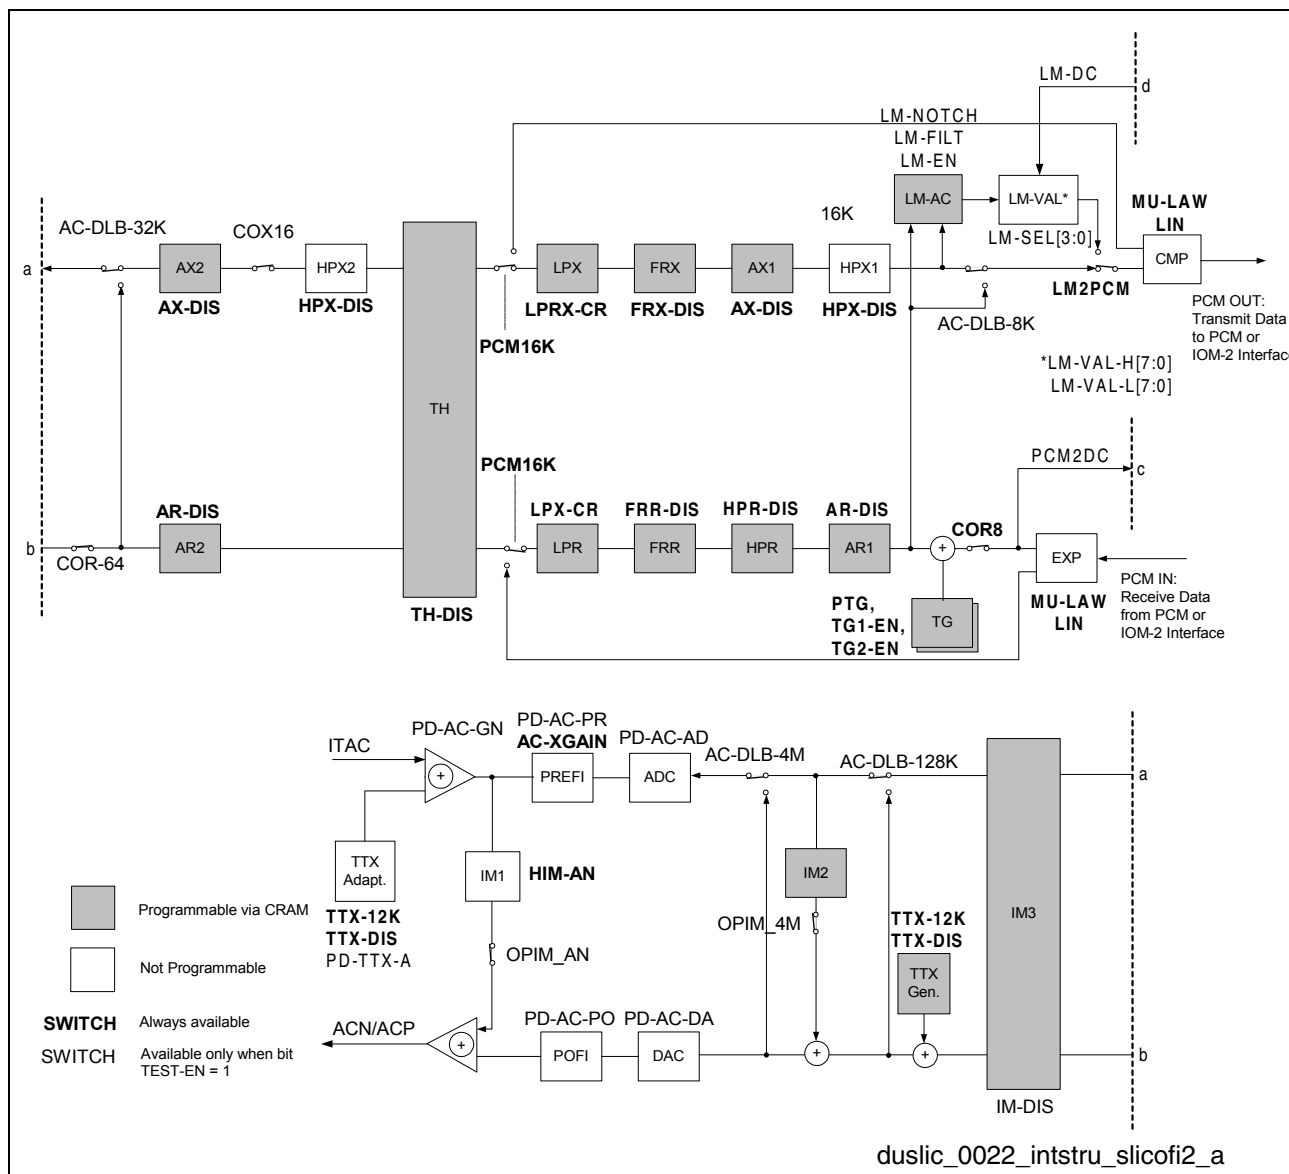 LM-DC
d
LM-NOTCH
LM-FILT
LM-EN
LM-AC
LM-VAL*
MU-LAW
LIN
16K
LM-SEL[3:0]
AC-DLB-32K
COX16
a
AX2
HPX2
LPX
FRX
AX1
HPX1
CMP
AX-DIS
HPX-DIS
LPRX-CR
FRX-DIS
AX-DIS
HPX-DIS
LM2PCM
AC-DLB-8K
PCM OUT:
Transmit Data
to PCM or
IOM-2 Interface
PCM16K
*LM-VAL-H[7:0]
LM-VAL-L[7:0]
TH
PCM16K
PCM2DC
c
AR-DIS
LPX-CR
FRR-DIS
HPR-DIS
AR-DIS
COR8
b
COR-64
AR2
LPR
FRR
HPR
AR1
+
EXP
PCM IN:
Receive Data
from PCM or
IOM-2 Interface
TH-DIS
PTG,
TG1-EN,
TG2-EN
TG
MU-LAW
LIN
ITAC
PD-AC-GN
PD-AC-PR
AC-XGAIN
PD-AC-AD
AC-DLB-4M
AC-DLB-128K
+
PREFI
ADC
a
TTX
Adapt.
IM1
HIM-AN
IM2
IM3
TTX-12K
TTX-DIS
PD-TTX-A
OPIM_AN
OPIM_4M
TTX-12K
TTX-DIS
TTX
Gen.
Programmable via CRAM
Not Programmable
SWITCH Always available
SWITCH Available only when bit
TEST-EN = 1
ACN/ACP
PD-AC-PO
PD-AC-DA
+
POFI
DAC
+
+
b
IM-DIS
duslic_0022_intstru_slicofi2_a